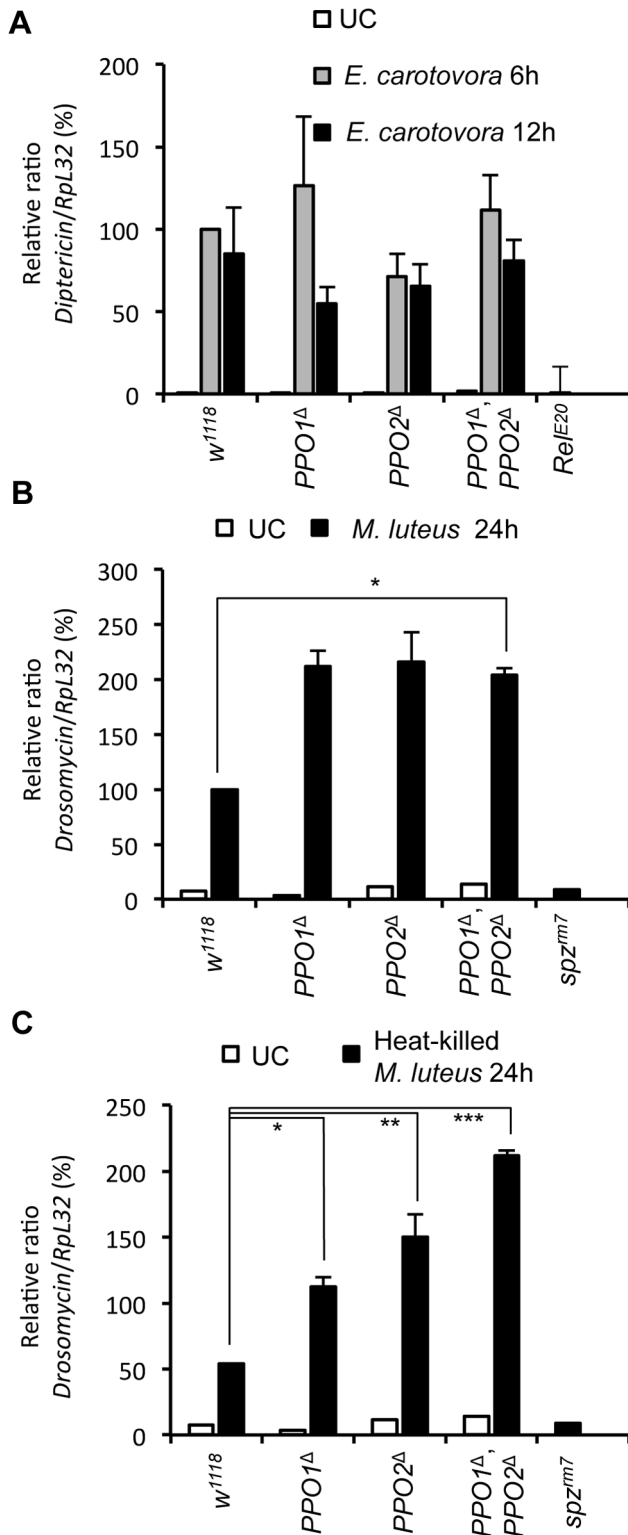 A
UC
E. carotovora 6h
E. carotovora 12h
Relative ratio
Diptericin/RpL32 (%)
200
150
100
50
0
w¹¹¹⁸
PPO1Δ
PPO2Δ
PPO1Δ,
PPO2Δ
Relᴱ²⁰
B
UC M. luteus 24h
Relative ratio
Drosomycin/RpL32 (%)
300
250
200
150
100
50
0
*
w¹¹¹⁸
PPO1Δ
PPO2Δ
PPO1Δ,
PPO2Δ
spzʳᵐ⁷
C
UC Heat-killed
M. luteus 24h
Relative ratio
Drosomycin/RpL32 (%)
250
200
150
100
50
0
* ** ***
w¹¹¹⁸
PPO1Δ
PPO2Δ
PPO1Δ,
PPO2Δ
spzʳᵐ⁷